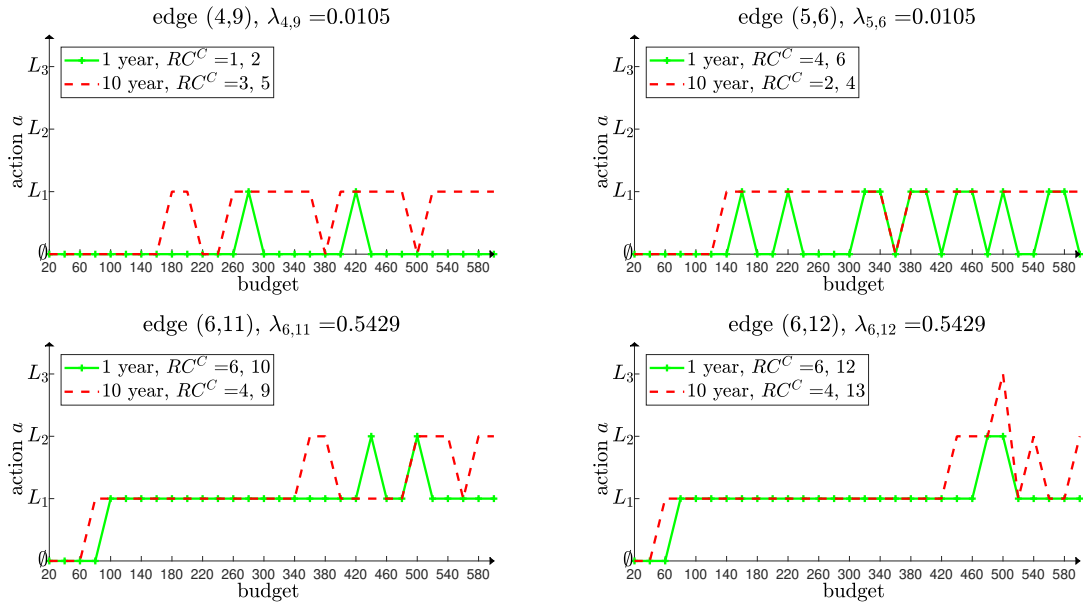 edge (4,9), λ4,9 =0.0105
L3
L2
L1
∅
action a
1 year, RC^C =1, 2
10 year, RC^C =3, 5
20 60 100 140 180 220 260 300 340 380 420 460 500 540 580
budget
edge (5,6), λ5,6 =0.0105
L3
L2
L1
∅
action a
1 year, RC^C =4, 6
10 year, RC^C =2, 4
20 60 100 140 180 220 260 300 340 380 420 460 500 540 580
budget
edge (6,11), λ6,11 =0.5429
L3
L2
L1
∅
action a
1 year, RC^C =6, 10
10 year, RC^C =4, 9
20 60 100 140 180 220 260 300 340 380 420 460 500 540 580
budget
edge (6,12), λ6,12 =0.5429
L3
L2
L1
∅
action a
1 year, RC^C =6, 12
10 year, RC^C =4, 13
20 60 100 140 180 220 260 300 340 380 420 460 500 540 580
budget